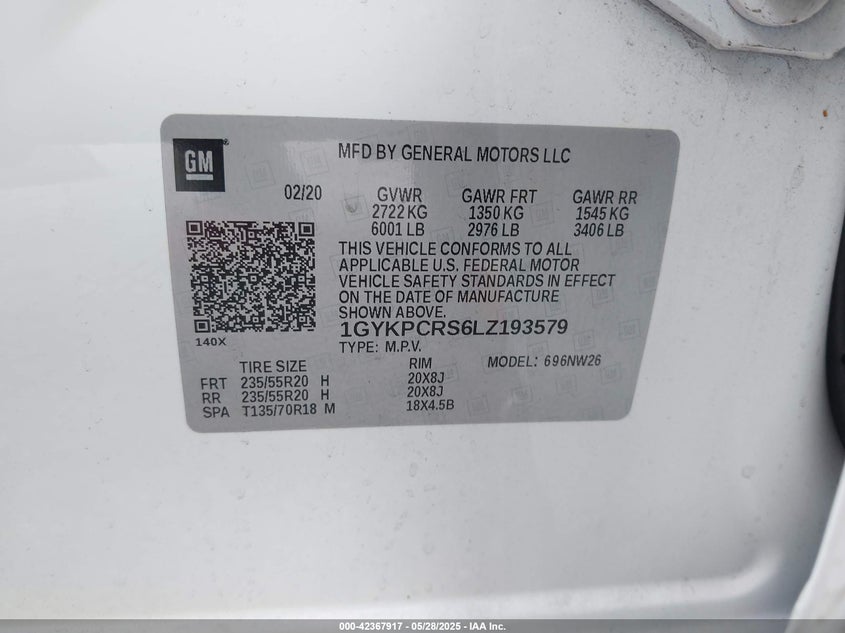 GM
MFD BY GENERAL MOTORS LLC
02/20 GVWR GAWR FRT GAWR RR
2722 KG 1350 KG 1545 KG
6001 LB 2976 LB 3406 LB
THIS VEHICLE CONFORMS TO ALL
APPLICABLE U.S. FEDERAL MOTOR
VEHICLE SAFETY STANDARDS IN EFFECT
ON THE DATE OF MANUFACTURE
SHOWN ABOVE.
1GYKPCRS6LZ193579
140X
TYPE: M.P.V. MODEL: 696NW26
TIRE SIZE RIM
FRT 235/55R20 H 20X8J
RR 235/55R20 H 20X8J
SPA T135/70R18 M 18X4.5B
000-42367917 - 05/28/2025 - IAA Inc.